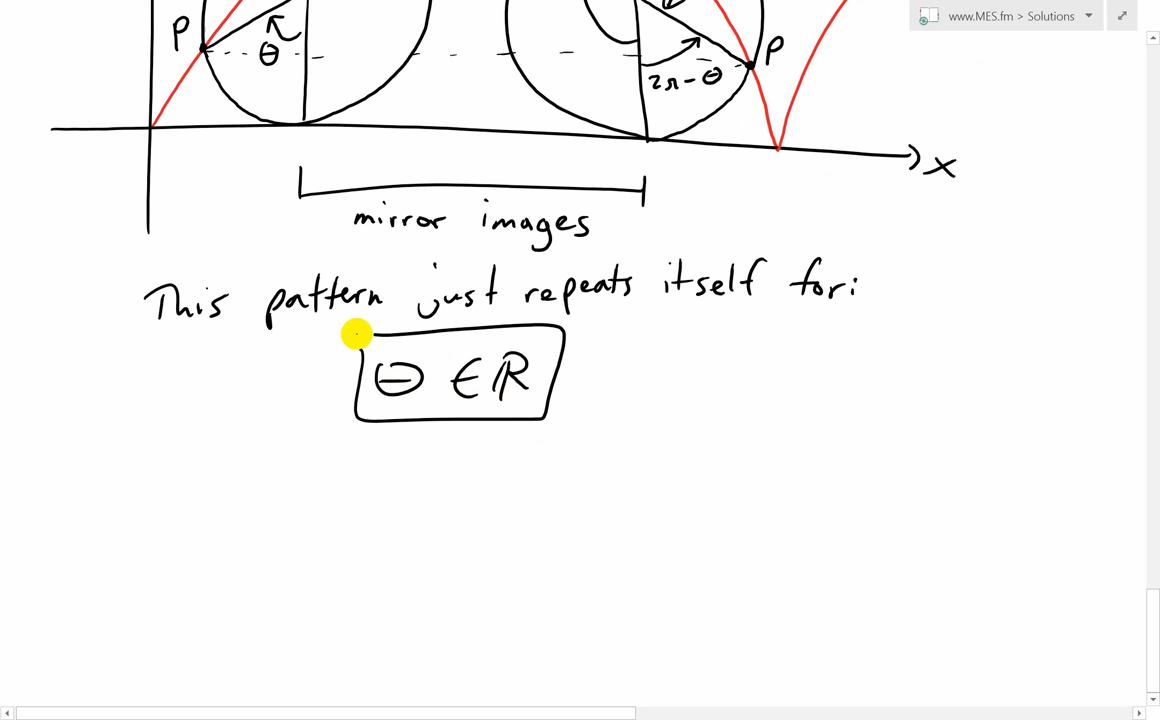 www.MES.fm > Solutions
P
θ
P
2π - θ
x
mirror images
This pattern just repeats itself for:
θ ∈ ℝ